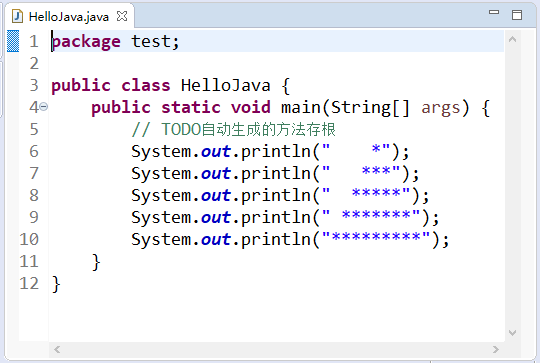 HelloJava.java
1 package test;
2
3 public class HelloJava {
4     public static void main(String[] args) {
5         // TODO自动生成的方法存根
6         System.out.println("    *");
7         System.out.println("   ***");
8         System.out.println("  *****");
9         System.out.println(" *******");
10         System.out.println("*********");
11     }
12 }